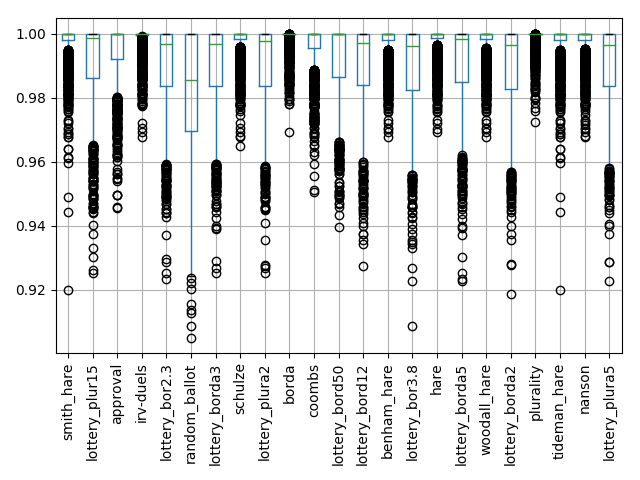 1.00
0.98
0.96
0.94
0.92
smith_hare
lottery_plur15
approval
irv-duels
lottery_bor2.3
random_ballot
lottery_borda3
schulze
lottery_plura2
borda
coombs
lottery_bord50
lottery_bord12
benham_hare
lottery_bor3.8
hare
lottery_borda5
woodall_hare
lottery_borda2
plurality
tideman_hare
nanson
lottery_plura5